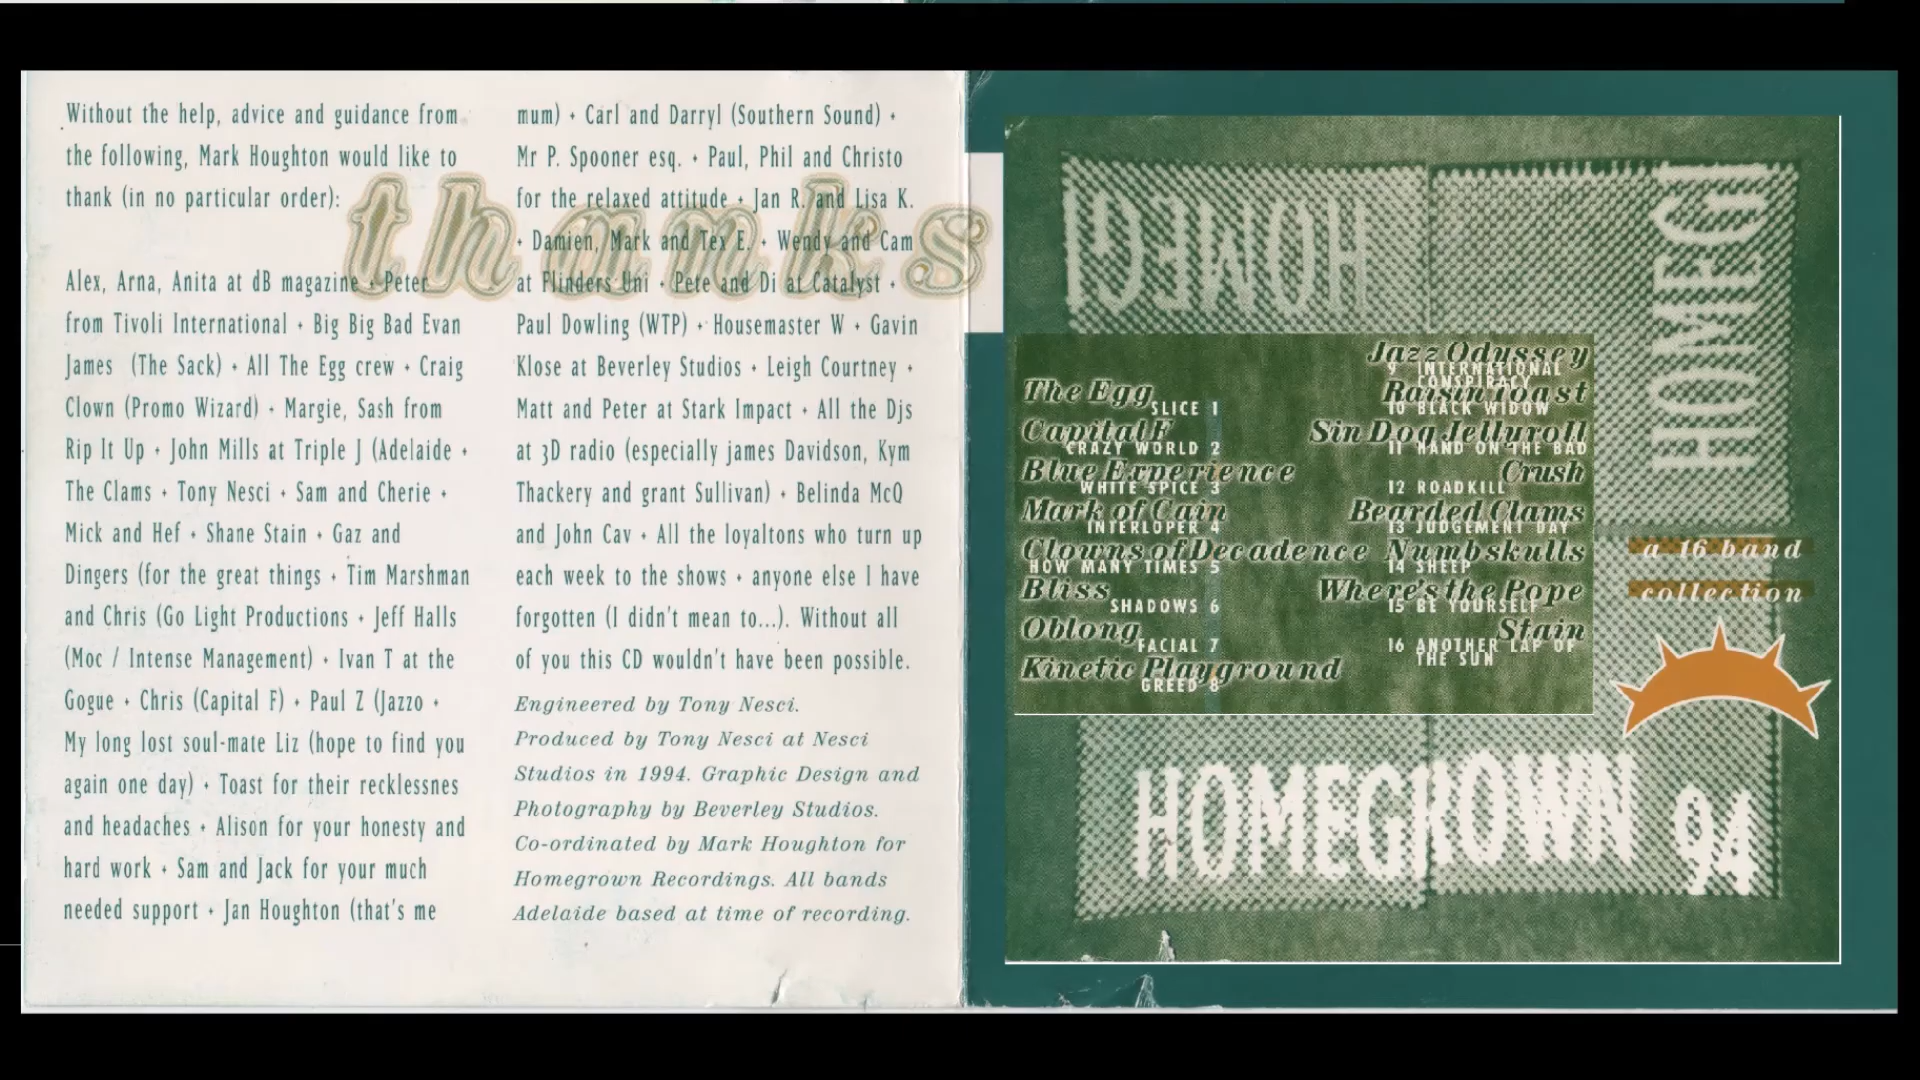 Without the help, advice and guidance from
the following, Mark Houghton would like to
thank (in no particular order):
thanks
Alex, Arna, Anita at dB magazine • Peter
from Tivoli International • Big Big Bad Evan
James (The Sack) • All The Egg crew • Craig
Clown (Promo Wizard) • Margie, Sash from
Rip It Up • John Mills at Triple J (Adelaide •
The Clams • Tony Nesci • Sam and Cherie •
Mick and Hef • Shane Stain • Gaz and
Dingers (for the great things • Tim Marshman
and Chris (Go Light Productions • Jeff Halls
(Moc / Intense Management) • Ivan T at the
Gogue • Chris (Capital F) • Paul Z (Jazzo •
My long lost soul-mate Liz (hope to find you
again one day) • Toast for their recklessnes
and headaches • Alison for your honesty and
hard work • Sam and Jack for your much
needed support • Jan Houghton (that's me
mum) • Carl and Darryl (Southern Sound) •
Mr P. Spooner esq. • Paul, Phil and Christo
for the relaxed attitude • Jan R. and Lisa K.
• Damien, Mark and Tex E. • Wendy and Cam
at Flinders Uni • Pete and Di at Catalyst •
Paul Dowling (WTP) • Housemaster W • Gavin
Klose at Beverley Studios • Leigh Courtney •
Matt and Peter at Stark Impact • All the Djs
at 3D radio (especially james Davidson, Kym
Thackery and grant Sullivan) • Belinda McQ
and John Cav • All the loyaltons who turn up
each week to the shows • anyone else I have
forgotten (I didn't mean to...). Without all
of you this CD wouldn't have been possible.
Engineered by Tony Nesci.
Produced by Tony Nesci at Nesci
Studios in 1994. Graphic Design and
Photography by Beverley Studios.
Co-ordinated by Mark Houghton for
Homegrown Recordings. All bands
Adelaide based at time of recording.
HOMEG
HOMEG
The Egg
SLICE 1
Capital F
CRAZY WORLD 2
Blue Experience
WHITE SPICE 3
Mark of Cain
INTERLOPER 4
Clowns of Decadence
HOW MANY TIMES 5
Bliss
SHADOWS 6
Oblong
FACIAL 7
Kinetic Playground
GREED 8
Jazz Odyssey
9 INTERNATIONAL
CONSPIRACY
Raisin Toast
10 BLACK WIDOW
Sin Dog Jellyroll
11 HAND ON THE BAD
Crush
12 ROADKILL
Bearded Clams
13 JUDGEMENT DAY
Numbskulls
14 SHEEP
Where's the Pope
15 BE YOURSELF
Stain
16 ANOTHER LAP OF
THE SUN
a 16 band
collection
HOMEGROWN 94